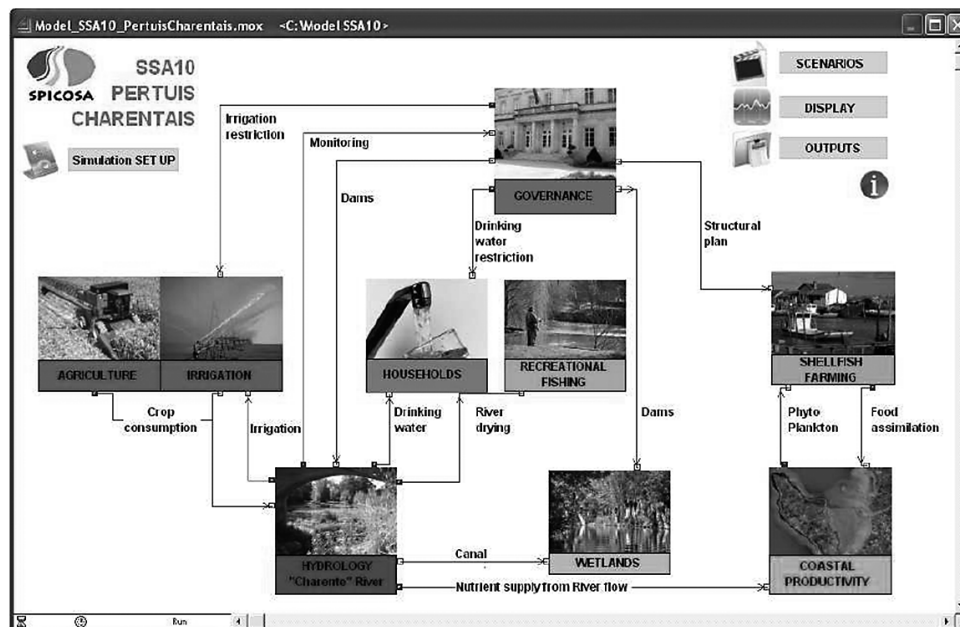 Model_SSA10_PertuisCharentais.mox <C:\Model SSA10>
SPICOSA
SSA10
PERTUIS
CHARENTAIS
Simulation SET UP
SCENARIOS
DISPLAY
OUTPUTS
i
Irrigation
restriction
Monitoring
Dams
GOVERNANCE
Drinking
water
restriction
Structural
plan
AGRICULTURE
IRRIGATION
HOUSEHOLDS
RECREATIONAL
FISHING
SHELLFISH
FARMING
Crop
consumption
Irrigation
Drinking
water
River
drying
Dams
Phyto
Plankton
Food
assimilation
HYDROLOGY
"Charente" River
Canal
WETLANDS
COASTAL
PRODUCTIVITY
Nutrient supply from River flow
Run